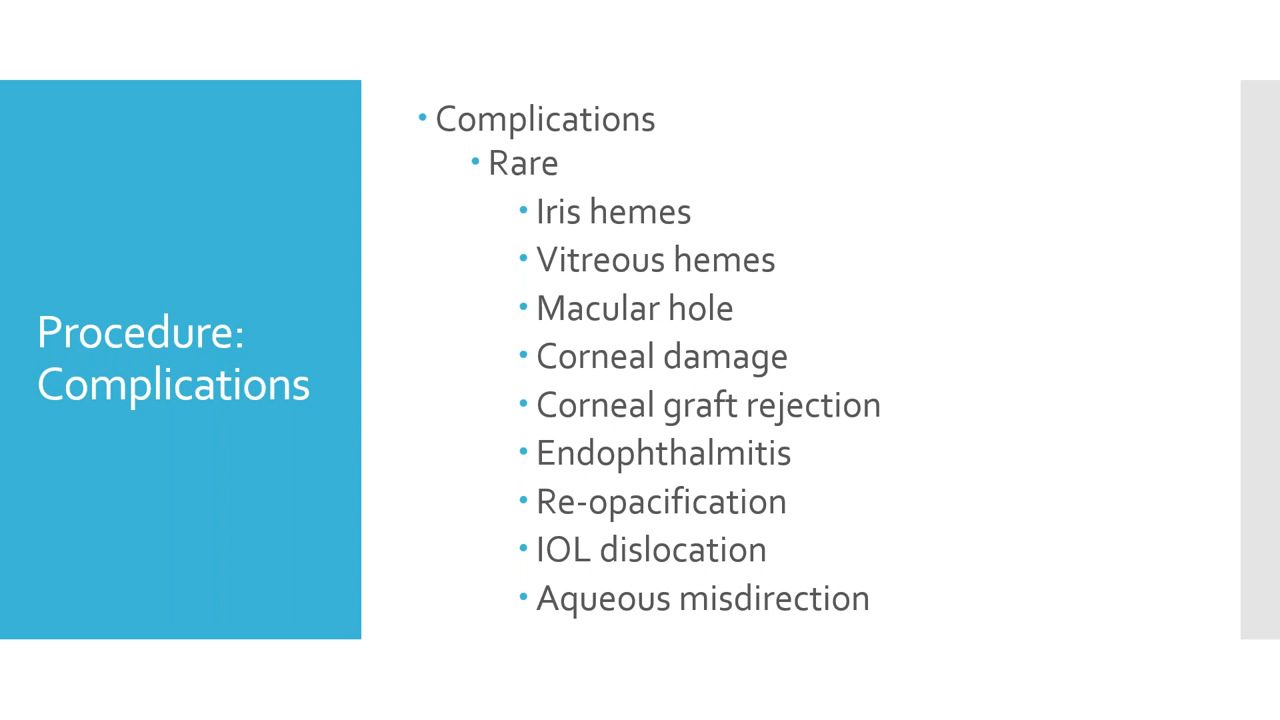 Procedure:
Complications
• Complications
• Rare
• Iris hemes
• Vitreous hemes
• Macular hole
• Corneal damage
• Corneal graft rejection
• Endophthalmitis
• Re-opacification
• IOL dislocation
• Aqueous misdirection